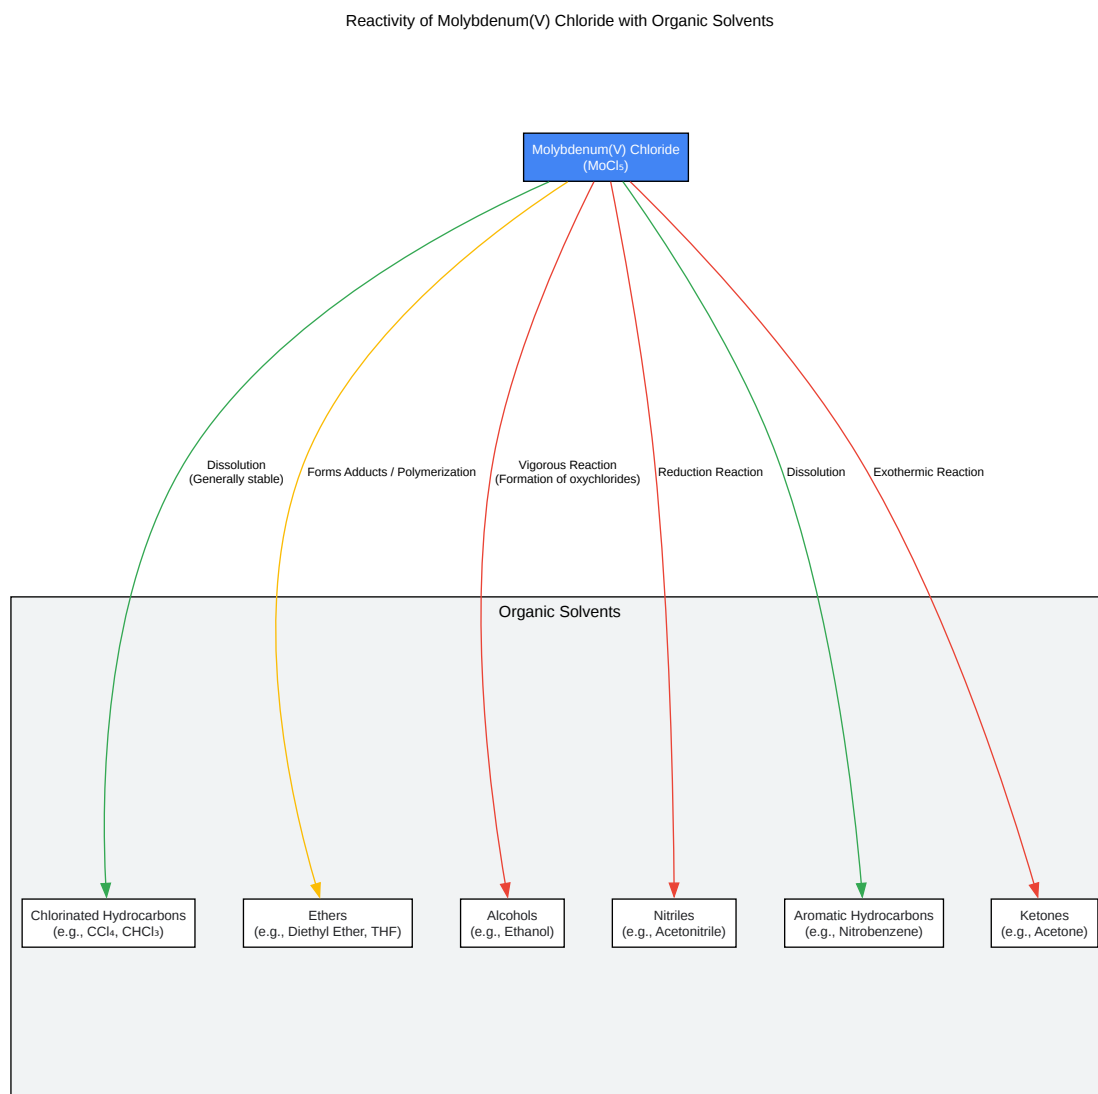 Reactivity of Molybdenum(V) Chloride with Organic Solvents
Molybdenum(V) Chloride
(MoCl₅)
Dissolution
(Generally stable)
Forms Adducts / Polymerization
Vigorous Reaction
(Formation of oxychlorides)
Reduction Reaction
Dissolution
Exothermic Reaction
Organic Solvents
Chlorinated Hydrocarbons
(e.g., CCl₄, CHCl₃)
Ethers
(e.g., Diethyl Ether, THF)
Alcohols
(e.g., Ethanol)
Nitriles
(e.g., Acetonitrile)
Aromatic Hydrocarbons
(e.g., Nitrobenzene)
Ketones
(e.g., Acetone)